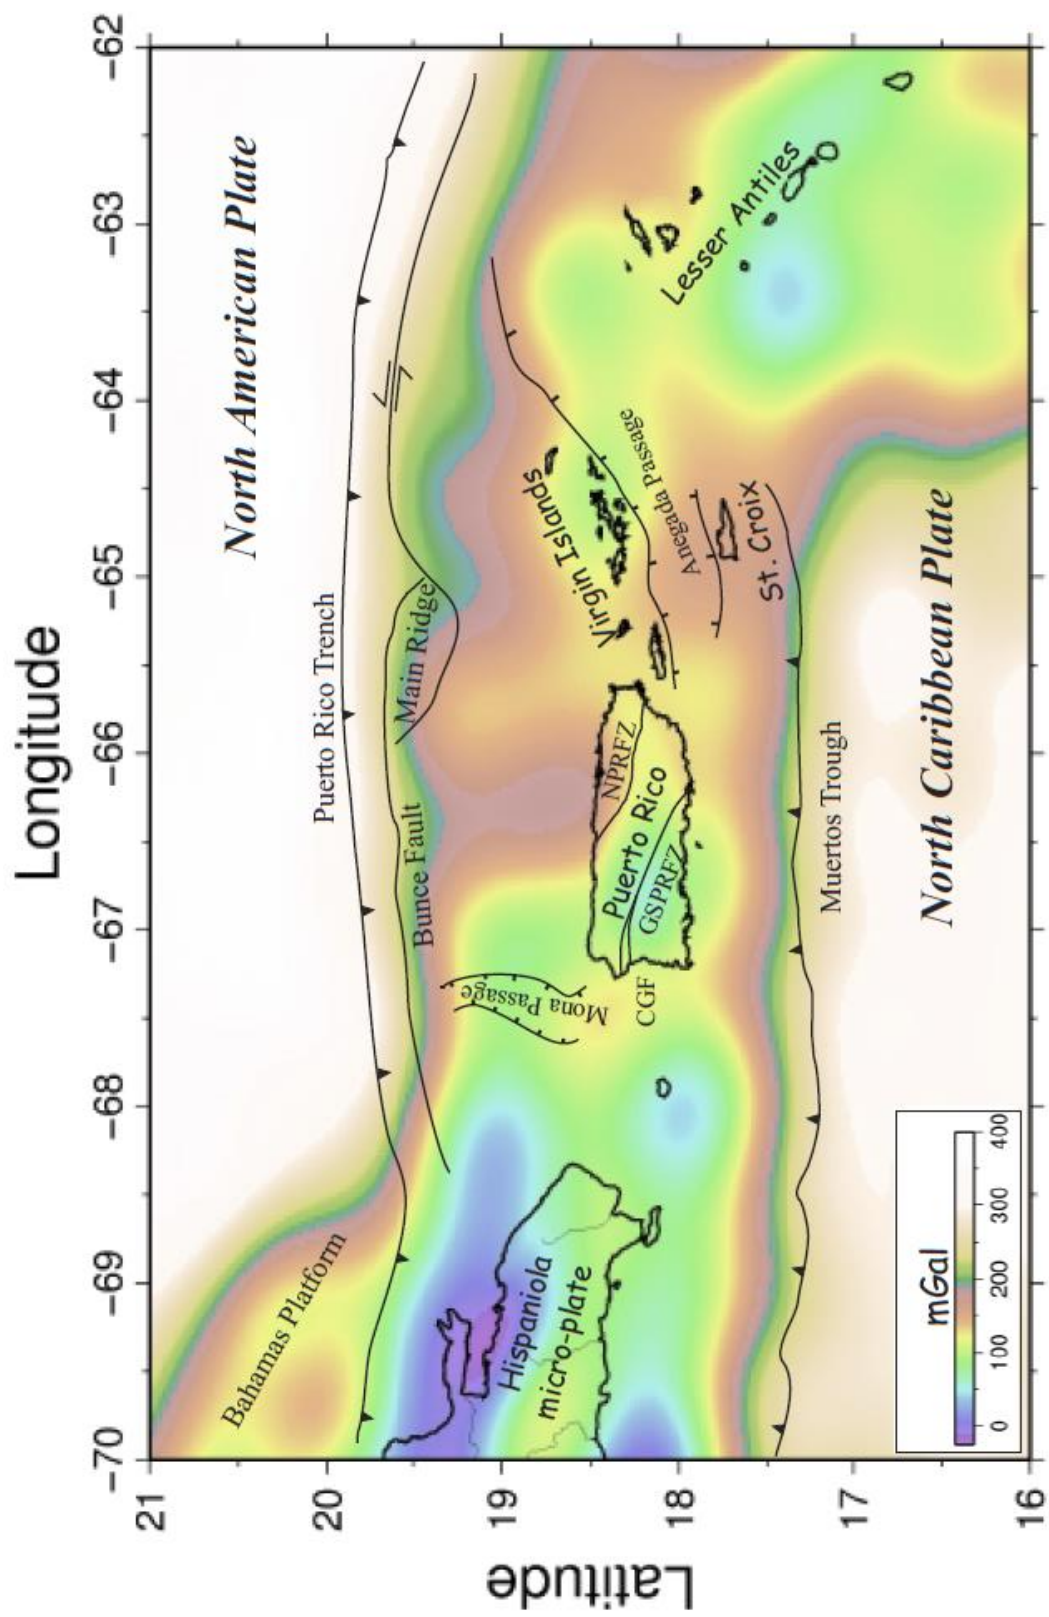 Longitude
−70
−69
−68
−67
−66
−65
−64
−63
−62
21
20
19
18
17
16
Latitude
North American Plate
Puerto Rico Trench
Bahamas Platform
Bunce Fault
Main Ridge
Mona Passage
Virgin Islands
Anegada Passage
Lesser Antiles
Hispaniola
micro-plate
CGF
NPRFZ
Puerto Rico
GSPRFZ
St. Croix
Muertos Trough
North Caribbean Plate
mGal
0
100
200
300
400